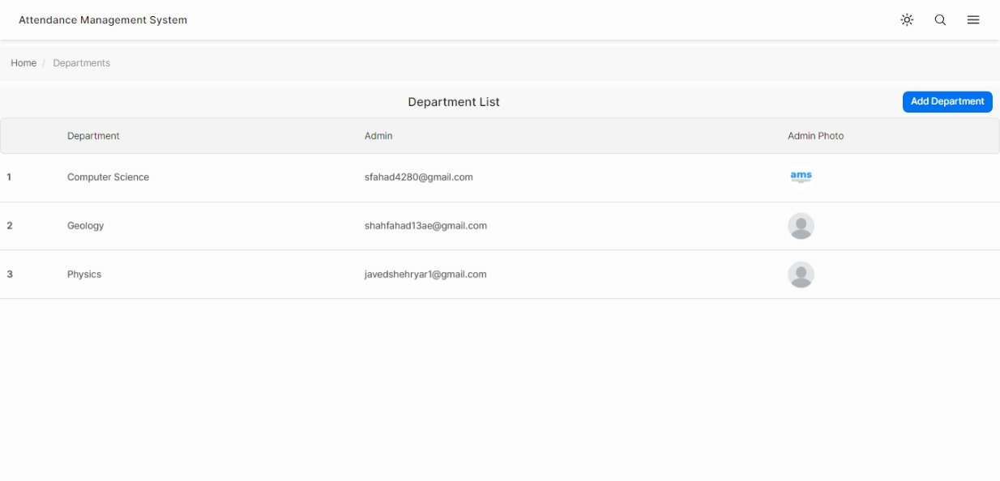 Attendance Management System
Home / Departments
Department List Add Department
Department Admin Admin Photo
1 Computer Science sfahad4280@gmail.com ams
2 Geology shahfahad13ae@gmail.com
3 Physics javedshehryar1@gmail.com